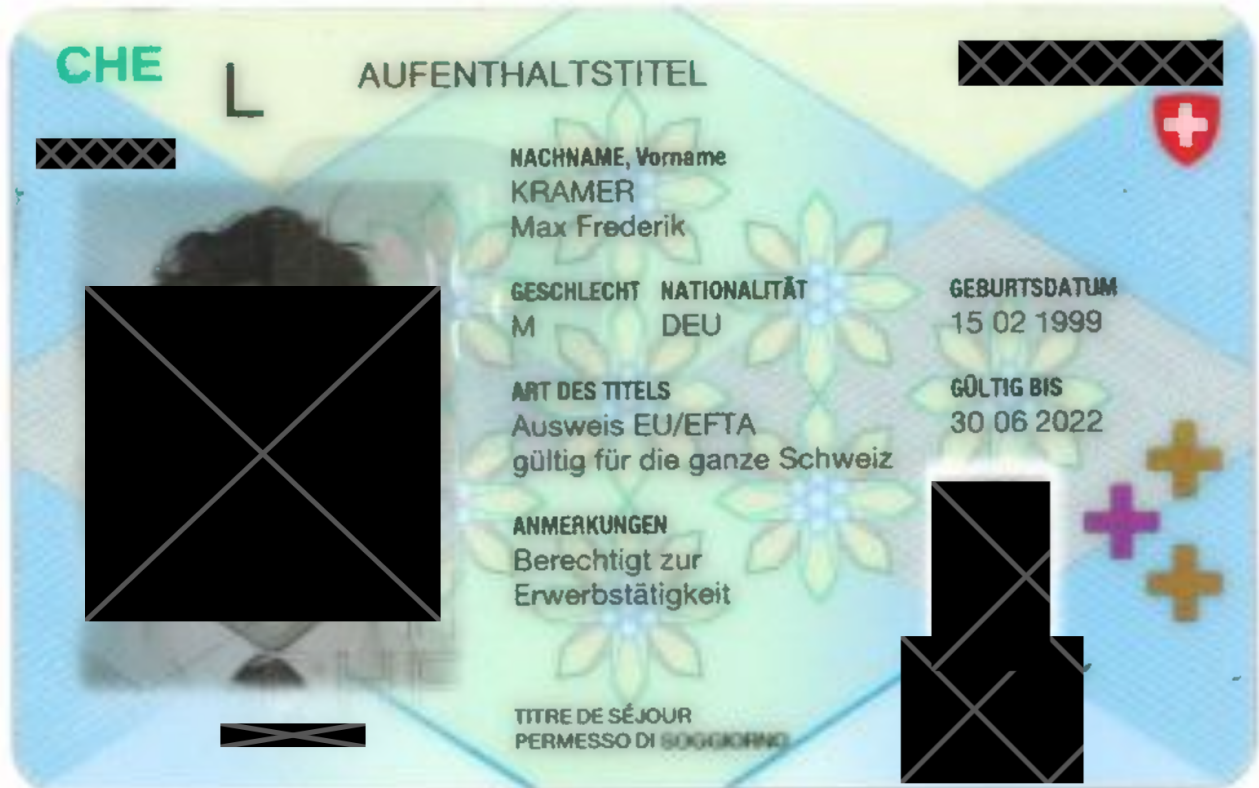 CHE
L
AUFENTHALTSTITEL
NACHNAME, Vorname
KRAMER
Max Frederik
GESCHLECHT NATIONALITÄT GEBURTSDATUM
M DEU 15 02 1999
ART DES TITELS GÜLTIG BIS
Ausweis EU/EFTA 30 06 2022
gültig für die ganze Schweiz
ANMERKUNGEN
Berechtigt zur
Erwerbstätigkeit
TITRE DE SÉJOUR
PERMESSO DI SOGGIORNO